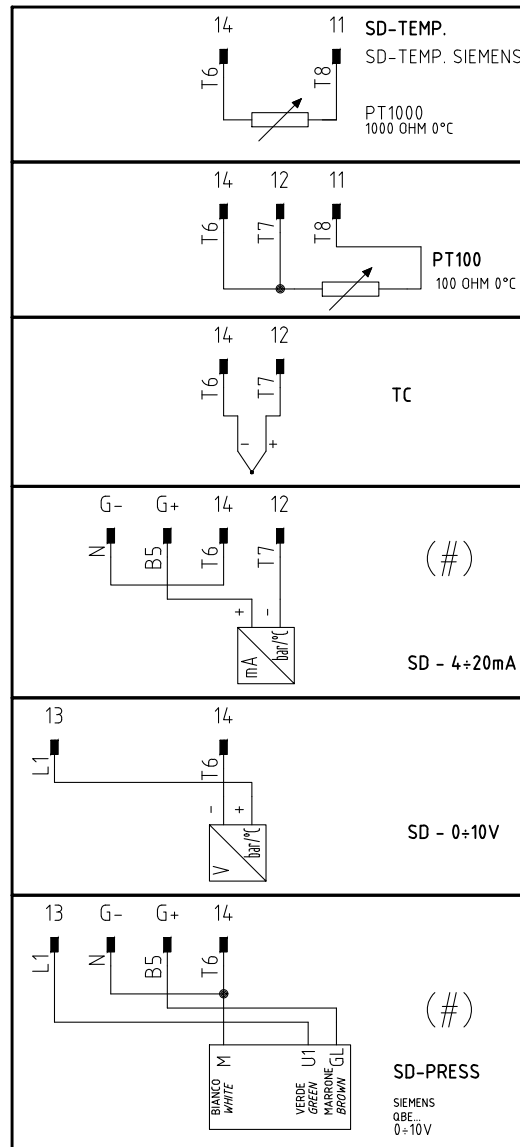 14 11 SD-TEMP.
SD-TEMP. SIEMENS
T6 T8
PT1000
1000 OHM 0°C
14 12 11
T6 T7 T8
PT100
100 OHM 0°C
14 12
T6 T7
TC
- +
G- G+ 14 12
N B5 T6 T7
(#)
+ -
mA bar/°C
SD - 4÷20mA
13 14
L1 T6
- +
SD - 0÷10V
V bar/°C
13 G- G+ 14
L1 N B5 T6
(#)
M U1 GL
BIANCO
WHITE
VERDE
GREEN
MARRONE
BROWN
SD-PRESS
SIEMENS
QBE...
0÷10V